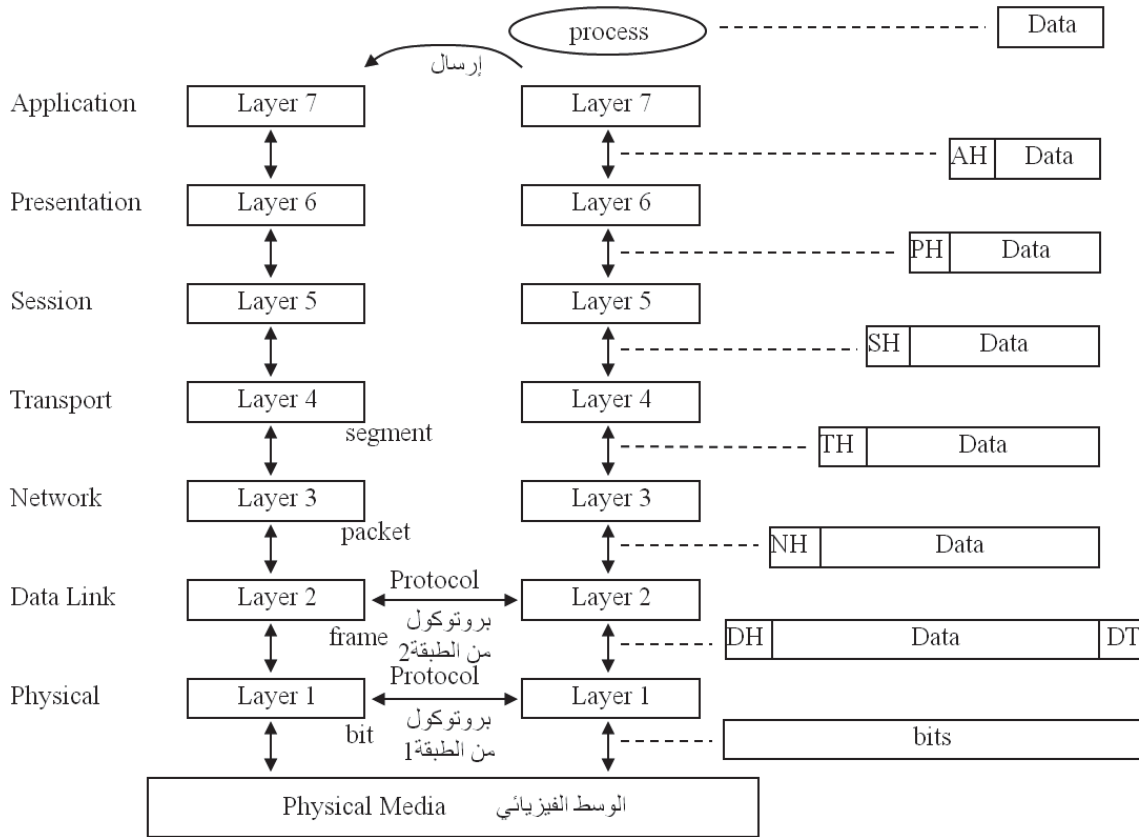 process
Data
إرسال
Application
Layer 7
Layer 7
AH
Data
Presentation
Layer 6
Layer 6
PH
Data
Session
Layer 5
Layer 5
SH
Data
Transport
Layer 4
segment
Layer 4
TH
Data
Network
Layer 3
packet
Layer 3
NH
Data
Data Link
Layer 2
frame
Protocol
بروتوكول
من الطبقة2
Layer 2
DH
Data
DT
Physical
Layer 1
bit
Protocol
بروتوكول
من الطبقة1
Layer 1
bits
Physical Media الوسط الفيزيائي